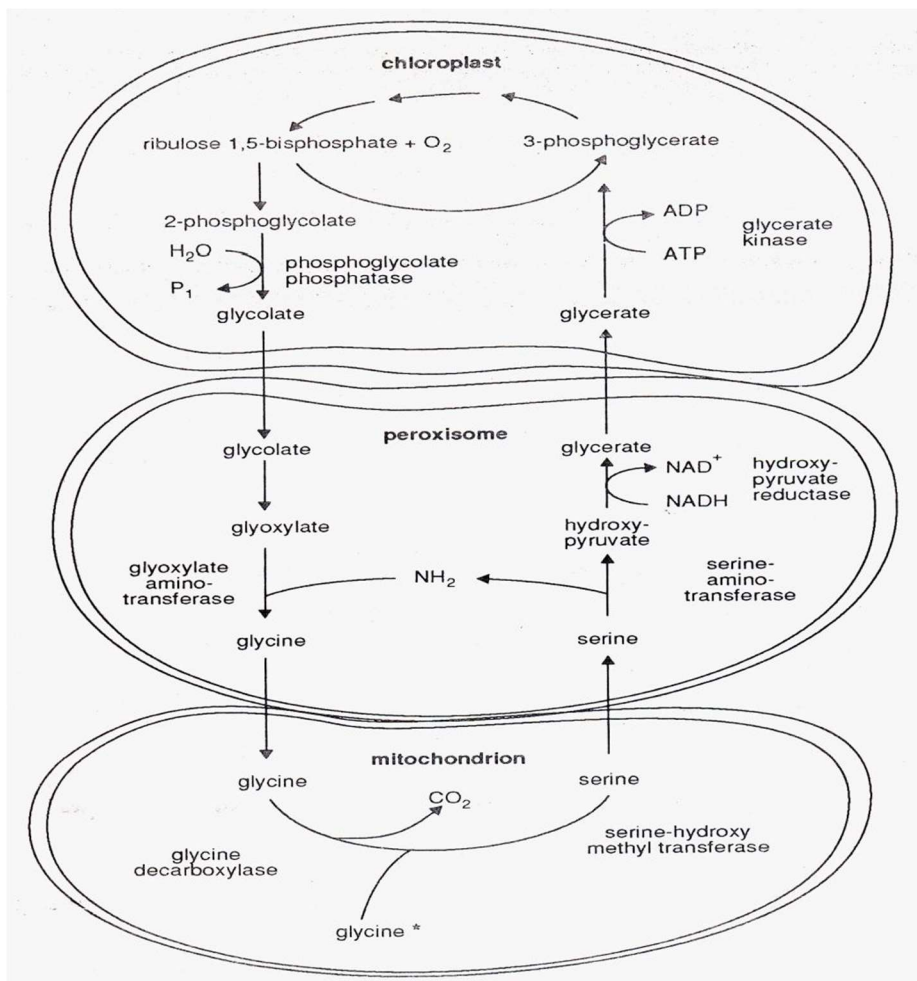 chloroplast
ribulose 1,5-bisphosphate + O₂
3-phosphoglycerate
2-phosphoglycolate
H₂O
P₁
phosphoglycolate
phosphatase
glycolate
ADP
ATP
glycerate
kinase
glycerate
peroxisome
glycolate
glyoxylate
glyoxylate
amino-
transferase
NH₂
glycine
glycerate
NAD⁺
NADH
hydroxy-
pyruvate
reductase
hydroxy-
pyruvate
serine-
amino-
transferase
serine
mitochondrion
glycine
CO₂
serine
glycine
decarboxylase
serine-hydroxy
methyl transferase
glycine *